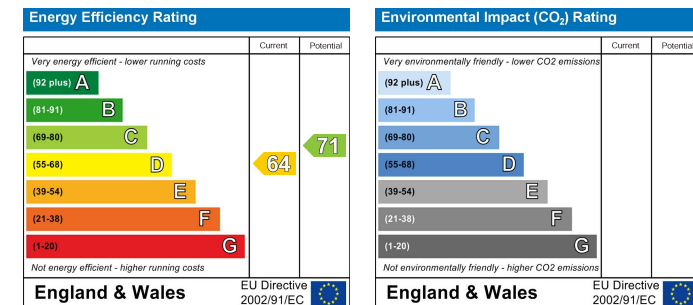 Energy Efficiency Rating
Current Potential
Very energy efficient - lower running costs
(92 plus) A
(81-91) B
(69-80) C
(55-68) D
(39-54) E
(21-38) F
(1-20) G
64
71
Not energy efficient - higher running costs
England & Wales
EU Directive
2002/91/EC
Environmental Impact (CO₂) Rating
Current Potential
Very environmentally friendly - lower CO2 emissions
(92 plus) A
(81-91) B
(69-80) C
(55-68) D
(39-54) E
(21-38) F
(1-20) G
Not environmentally friendly - higher CO2 emissions
England & Wales
EU Directive
2002/91/EC